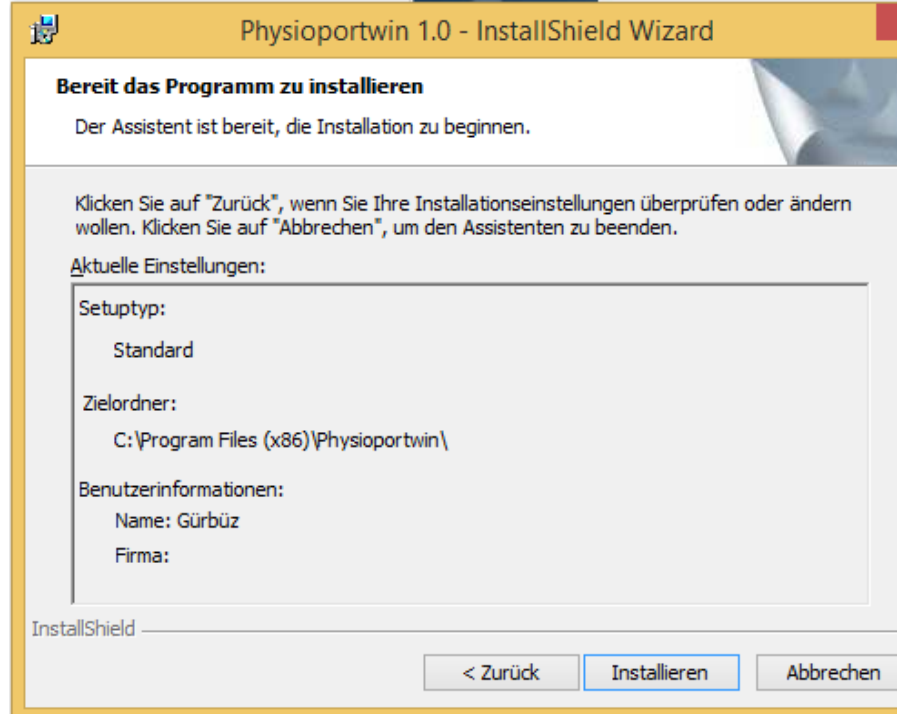 Physioportwin 1.0 - InstallShield Wizard
Bereit das Programm zu installieren
Der Assistent ist bereit, die Installation zu beginnen.
Klicken Sie auf "Zurück", wenn Sie Ihre Installationseinstellungen überprüfen oder ändern
wollen. Klicken Sie auf "Abbrechen", um den Assistenten zu beenden.
Aktuelle Einstellungen:
Setuptyp:
Standard
Zielordner:
C:\Program Files (x86)\Physioportwin\
Benutzerinformationen:
Name: Gürbüz
Firma:
InstallShield
< Zurück Installieren Abbrechen